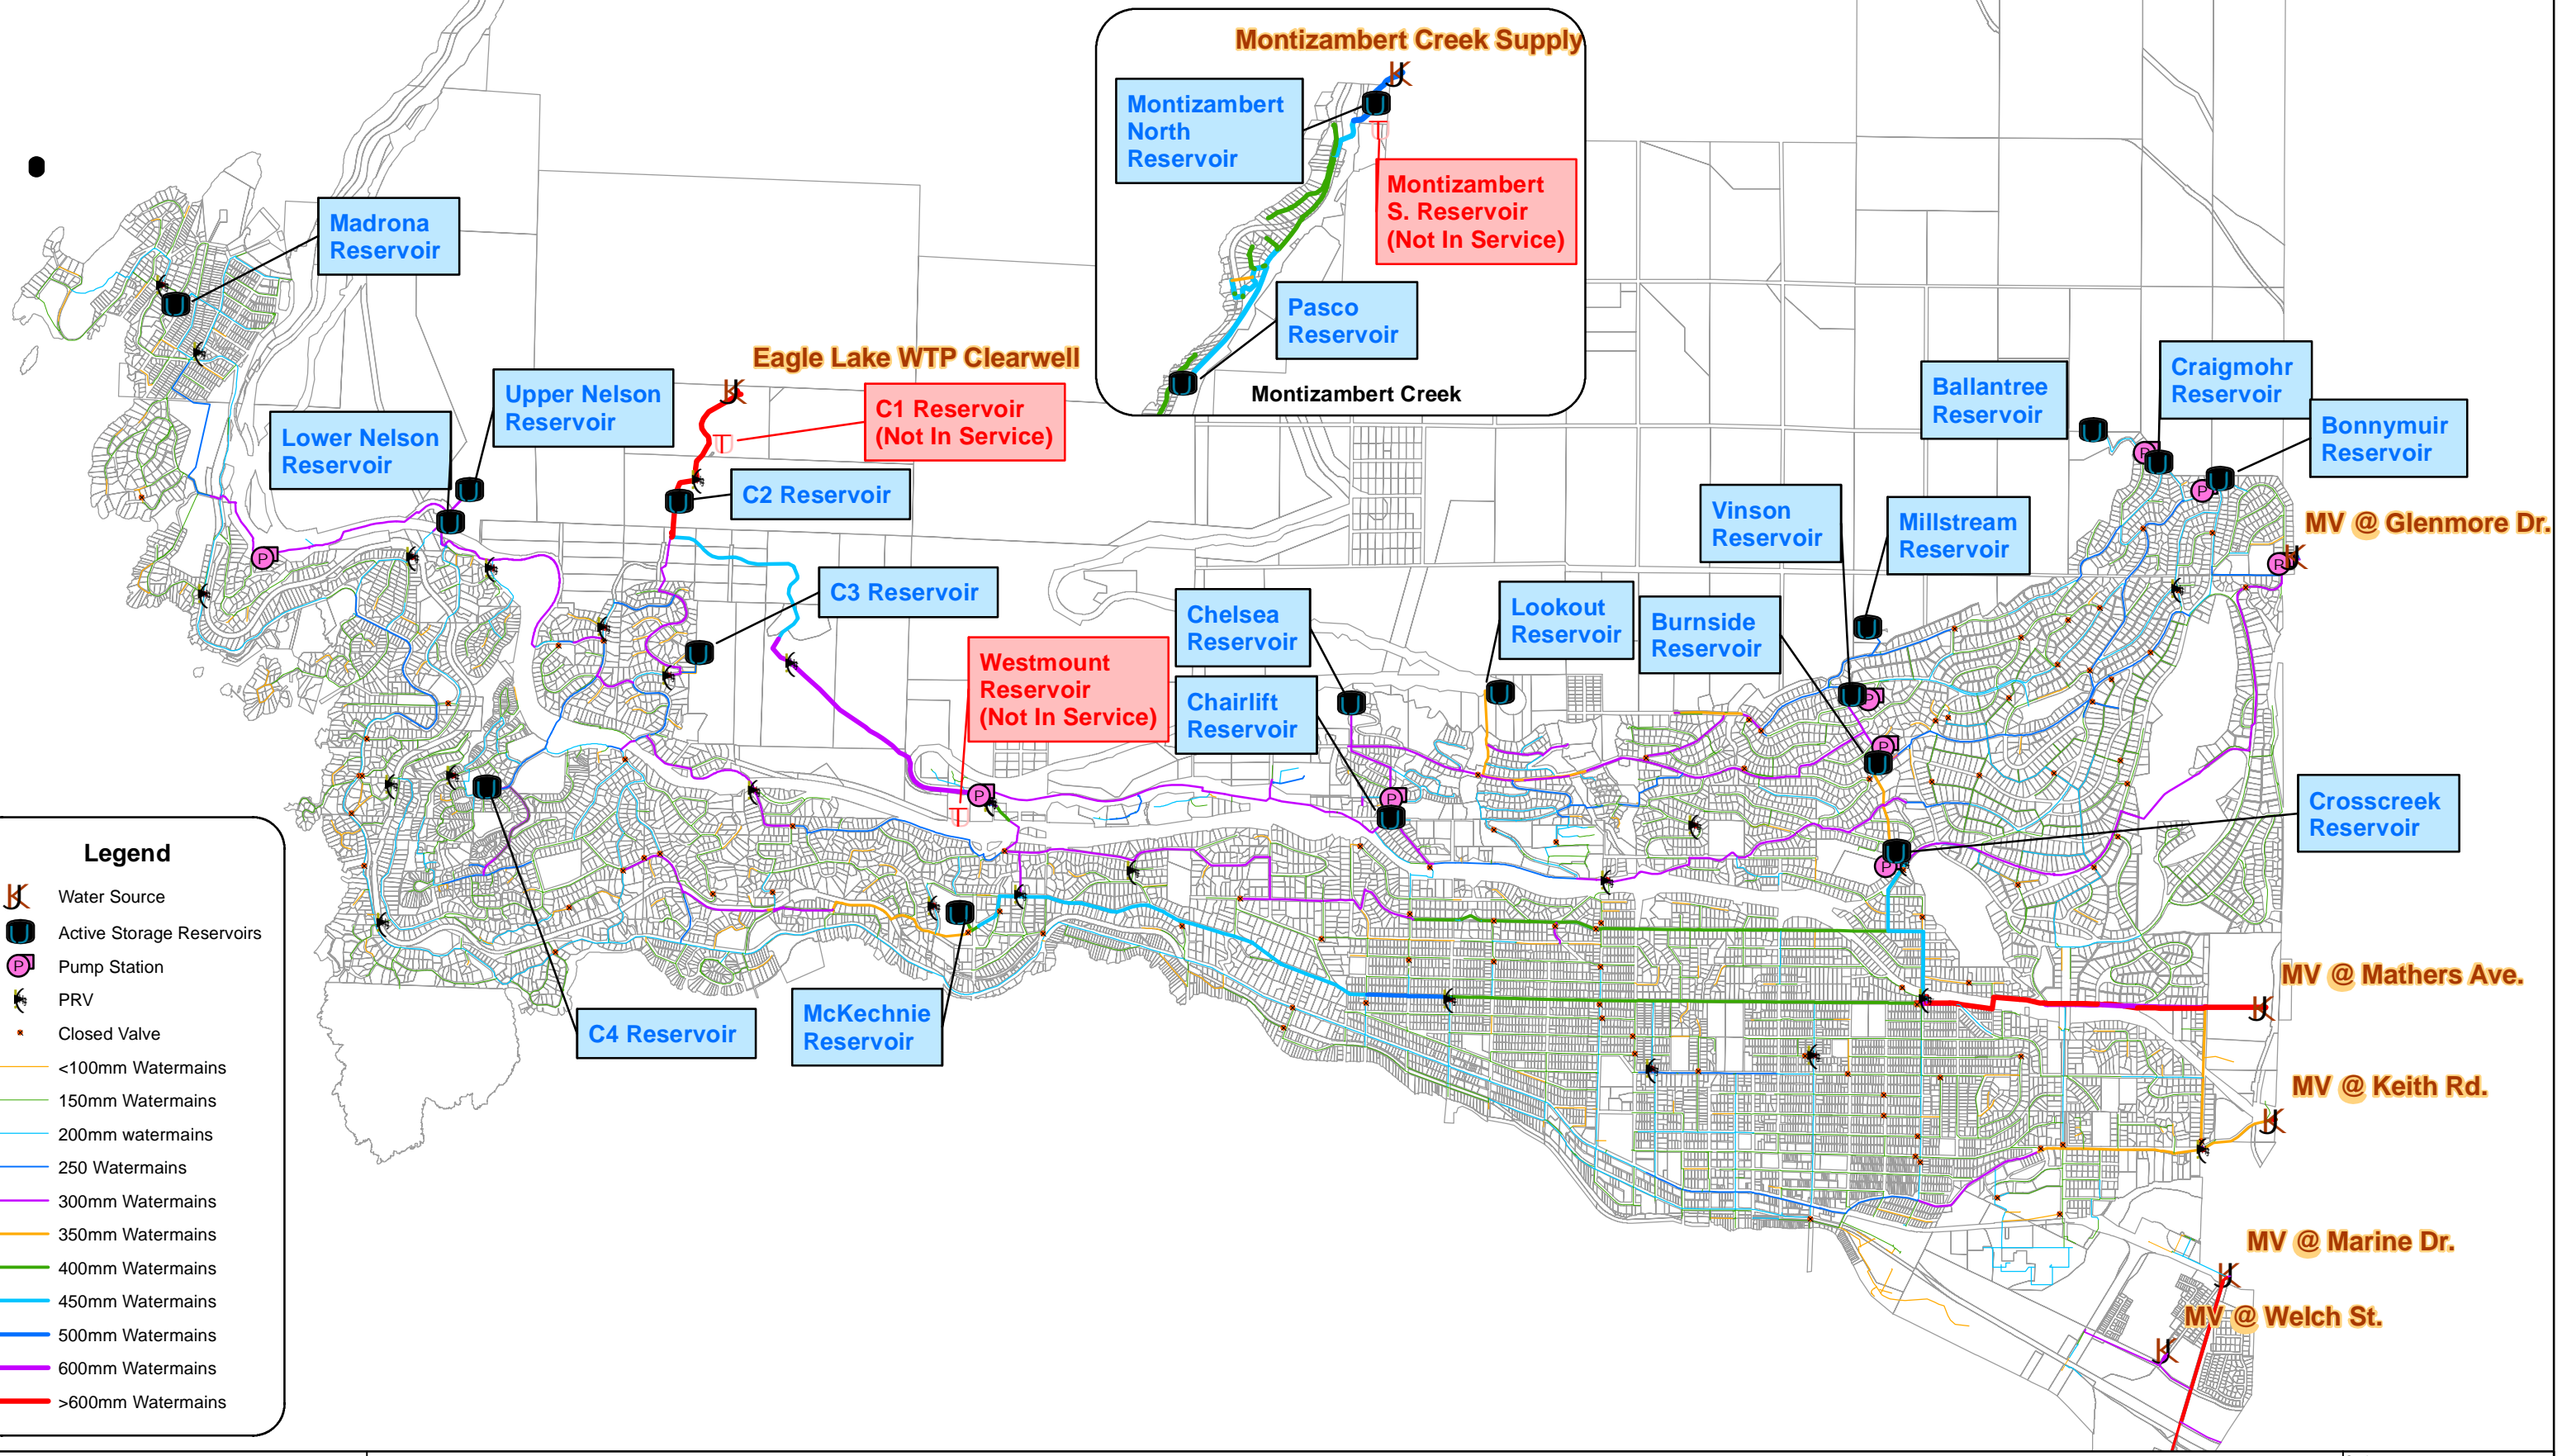 Montizambert Creek Supply
Montizambert
North
Reservoir
Montizambert
S. Reservoir
(Not In Service)
Pasco
Reservoir
Montizambert Creek
Madrona
Reservoir
Eagle Lake WTP Clearwell
Upper Nelson
Reservoir
C1 Reservoir
(Not In Service)
Lower Nelson
Reservoir
C2 Reservoir
C3 Reservoir
Westmount
Reservoir
(Not In Service)
Chelsea
Reservoir
Chairlift
Reservoir
Lookout
Reservoir
Burnside
Reservoir
Vinson
Reservoir
Millstream
Reservoir
Ballantree
Reservoir
Craigmohr
Reservoir
Bonnymuir
Reservoir
MV @ Glenmore Dr.
Crosscreek
Reservoir
MV @ Mathers Ave.
MV @ Keith Rd.
MV @ Marine Dr.
MV @ Welch St.
C4 Reservoir
McKechnie
Reservoir
Legend
Water Source
Active Storage Reservoirs
P Pump Station
PRV
Closed Valve
<100mm Watermains
150mm Watermains
200mm watermains
250 Watermains
300mm Watermains
350mm Watermains
400mm Watermains
450mm Watermains
500mm Watermains
600mm Watermains
>600mm Watermains